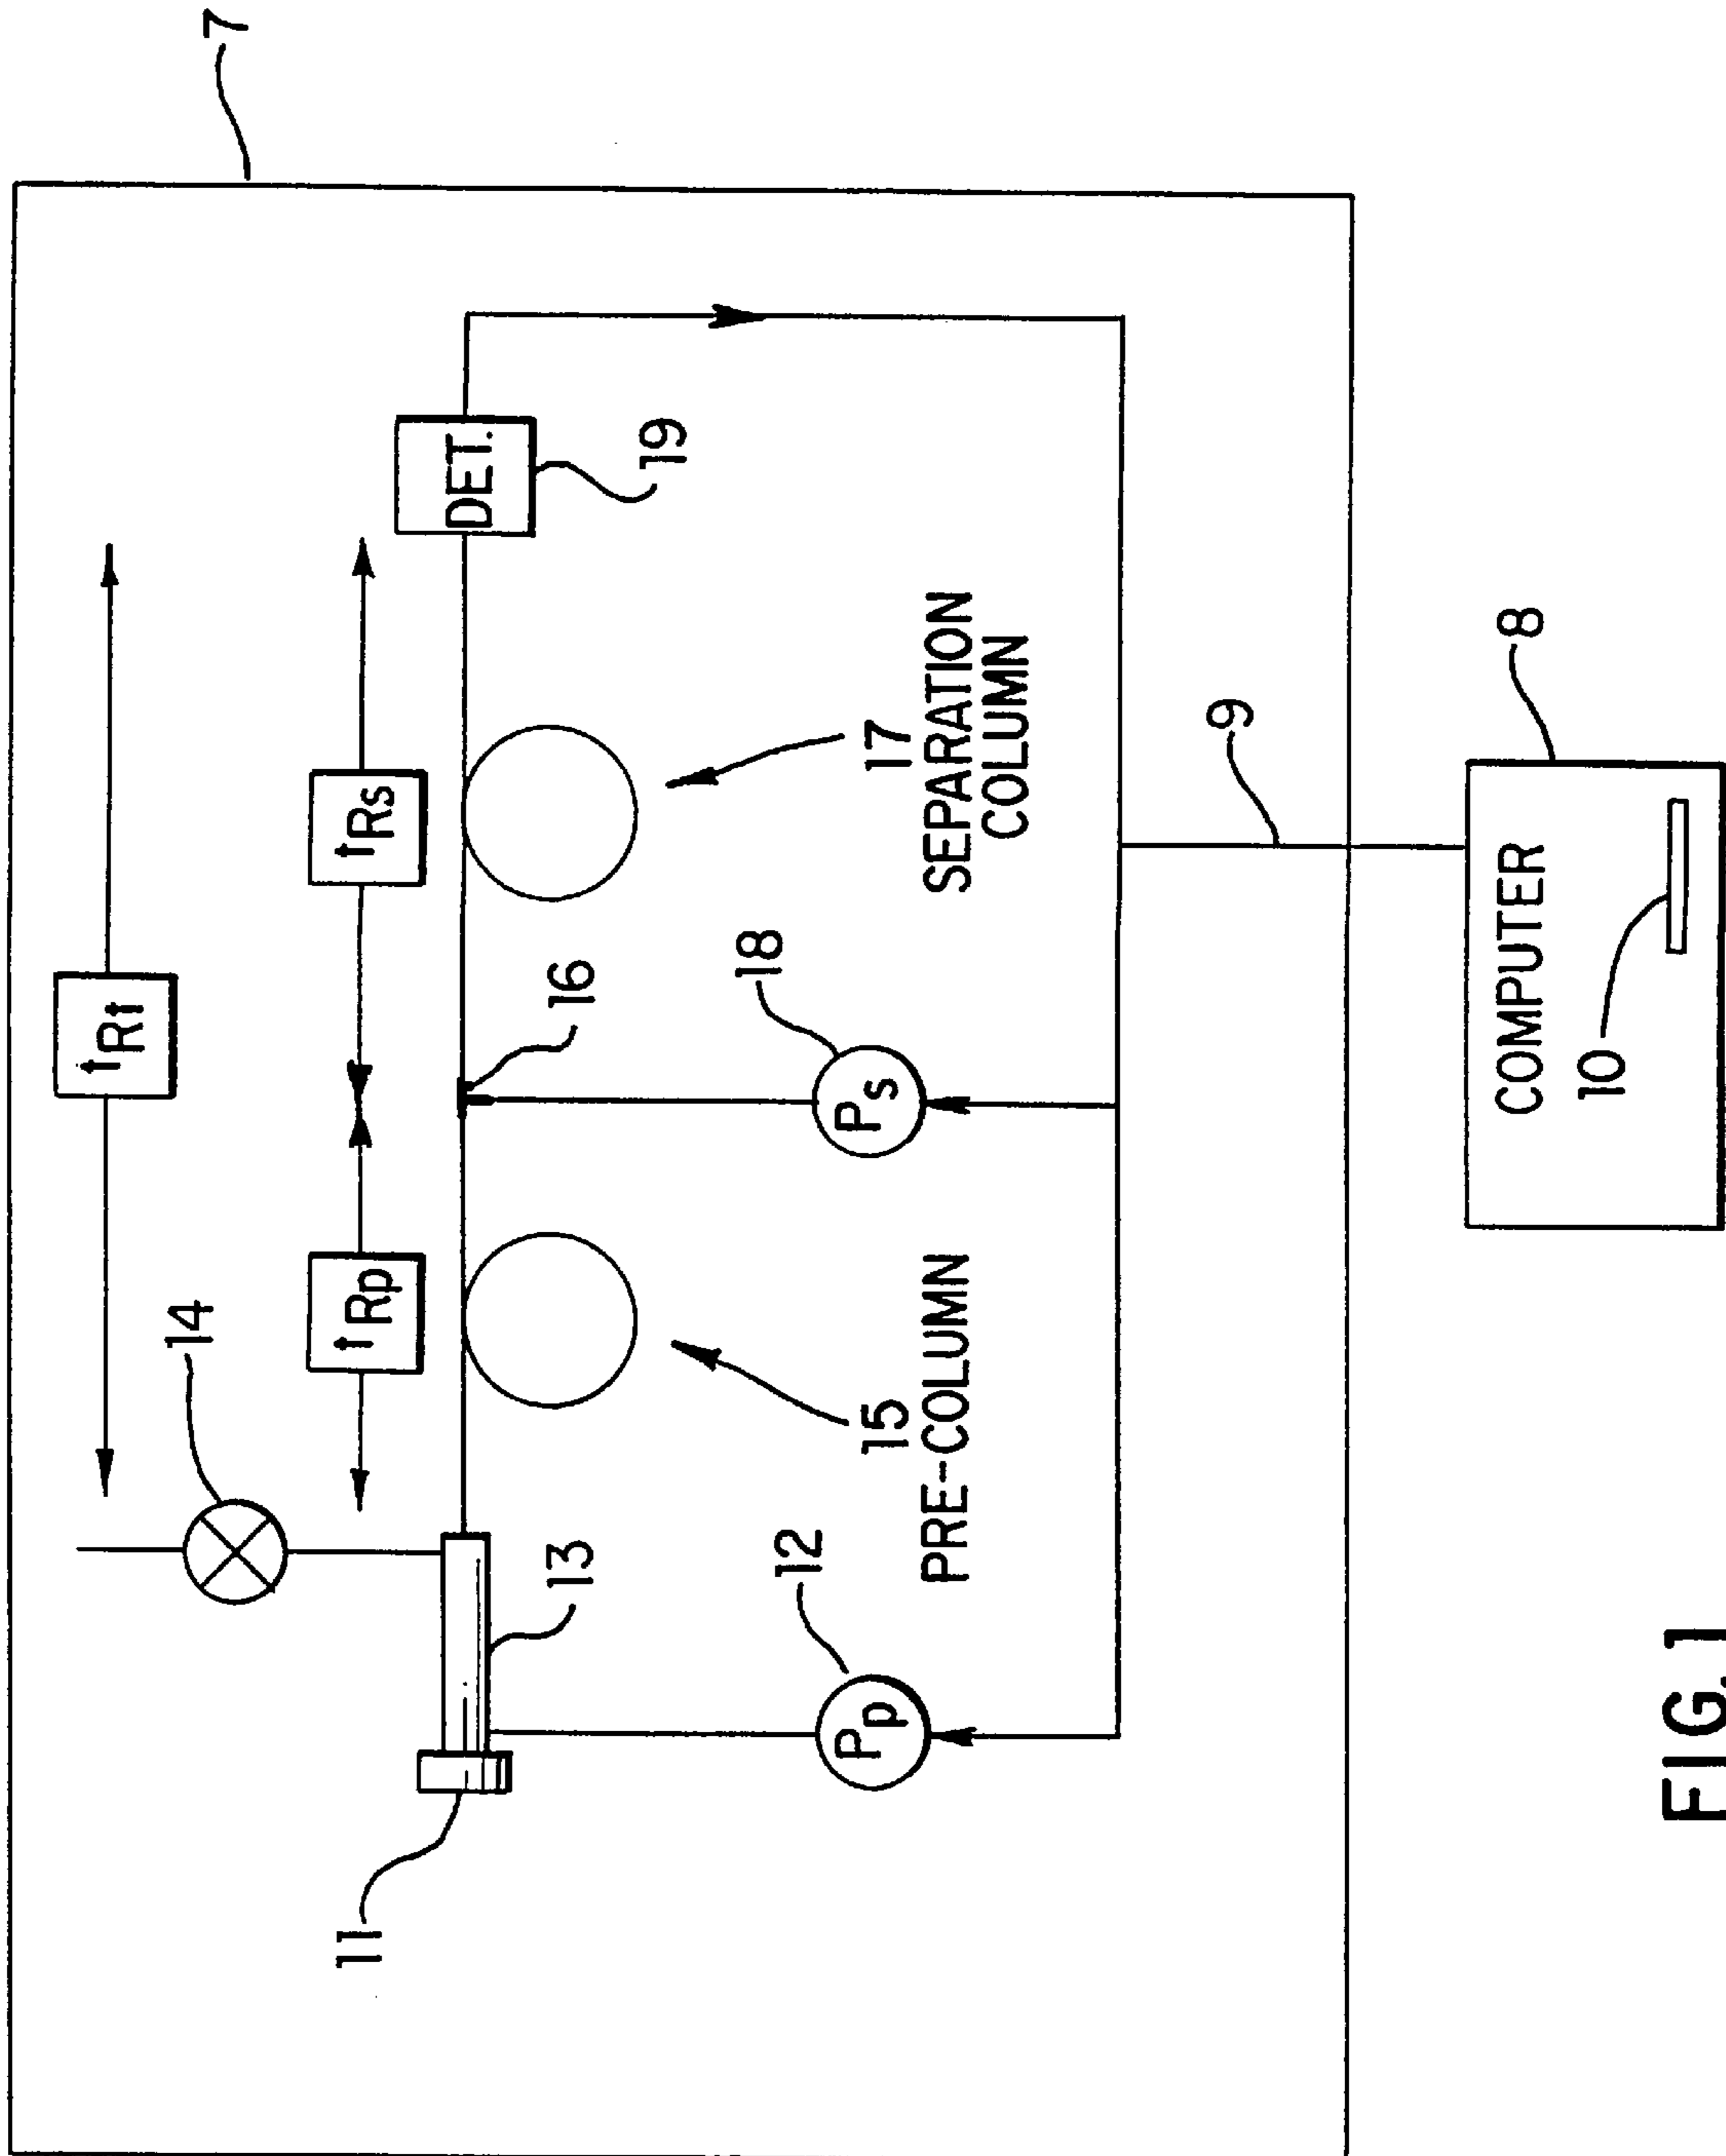 7
tRt
14
tRp
tRs
11
13
16
DET.
19
12
18
15
PRE-COLUMN
17
SEPARATION
COLUMN
Pp
Ps
9
8
COMPUTER
10
FIG. 1